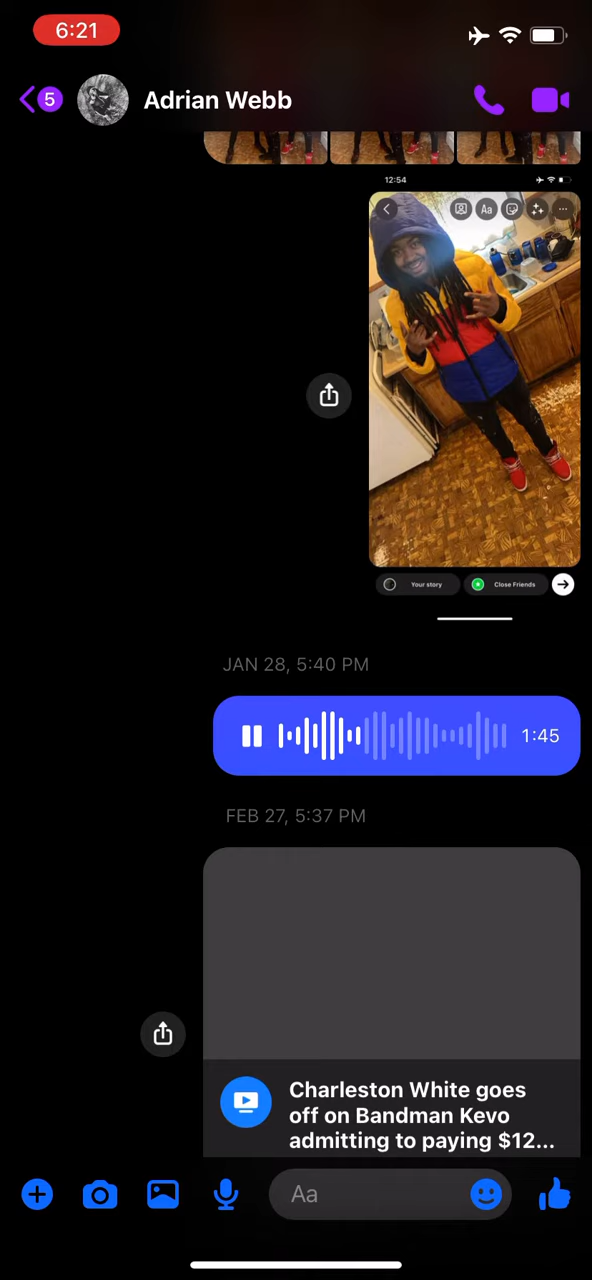 6:21
5
Adrian Webb
12:54
Aa
Your story
Close Friends
JAN 28, 5:40 PM
1:45
FEB 27, 5:37 PM
Charleston White goes
off on Bandman Kevo
admitting to paying $12...
Aa